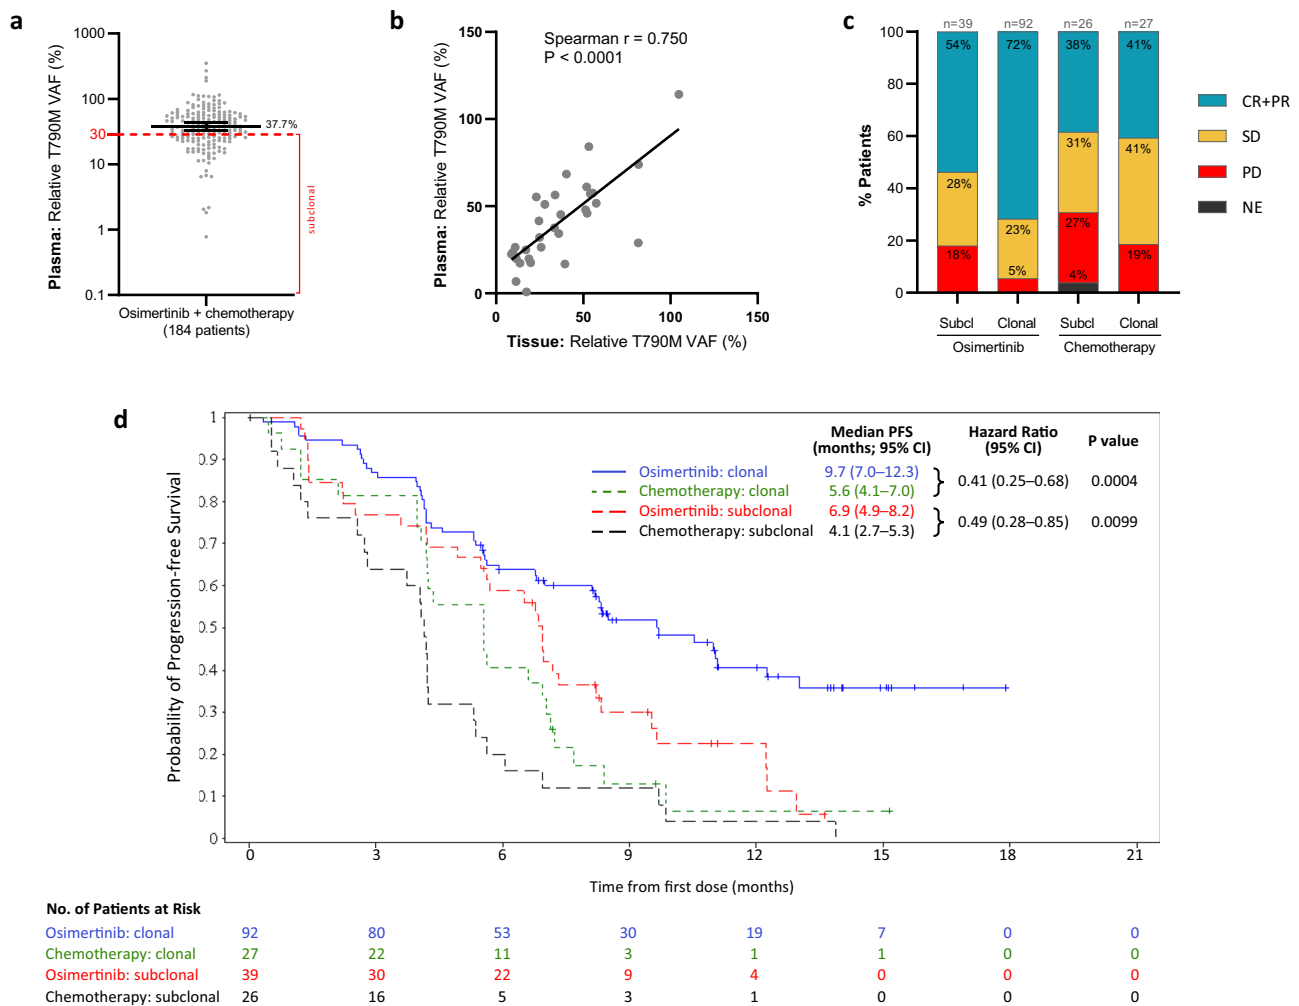 a
Plasma: Relative T790M VAF (%)
1000
100
30
10
1
0.1
37.7%
subclonal
Osimertinib + chemotherapy
(184 patients)
b
Plasma: Relative T790M VAF (%)
Spearman r = 0.750
P < 0.0001
150
100
50
0
0 50 100 150
Tissue: Relative T790M VAF (%)
c
% Patients
n=39 n=92 n=26 n=27
100
80
60
40
20
0
54% 72% 38% 41%
28% 23% 31% 41%
18% 5% 27% 19%
4%
Subcl Clonal Subcl Clonal
Osimertinib Chemotherapy
CR+PR
SD
PD
NE
d
Probability of Progression-free Survival
1
0.9
0.8
0.7
0.6
0.5
0.4
0.3
0.2
0.1
0
Median PFS Hazard Ratio P value
(months; 95% CI) (95% CI)
Osimertinib: clonal 9.7 (7.0–12.3)
Chemotherapy: clonal 5.6 (4.1–7.0)
0.41 (0.25–0.68) 0.0004
Osimertinib: subclonal 6.9 (4.9–8.2)
Chemotherapy: subclonal 4.1 (2.7–5.3)
0.49 (0.28–0.85) 0.0099
0 3 6 9 12 15 18 21
Time from first dose (months)
No. of Patients at Risk
Osimertinib: clonal 92 80 53 30 19 7 0 0
Chemotherapy: clonal 27 22 11 3 1 1 0 0
Osimertinib: subclonal 39 30 22 9 4 0 0 0
Chemotherapy: subclonal 26 16 5 3 1 0 0 0